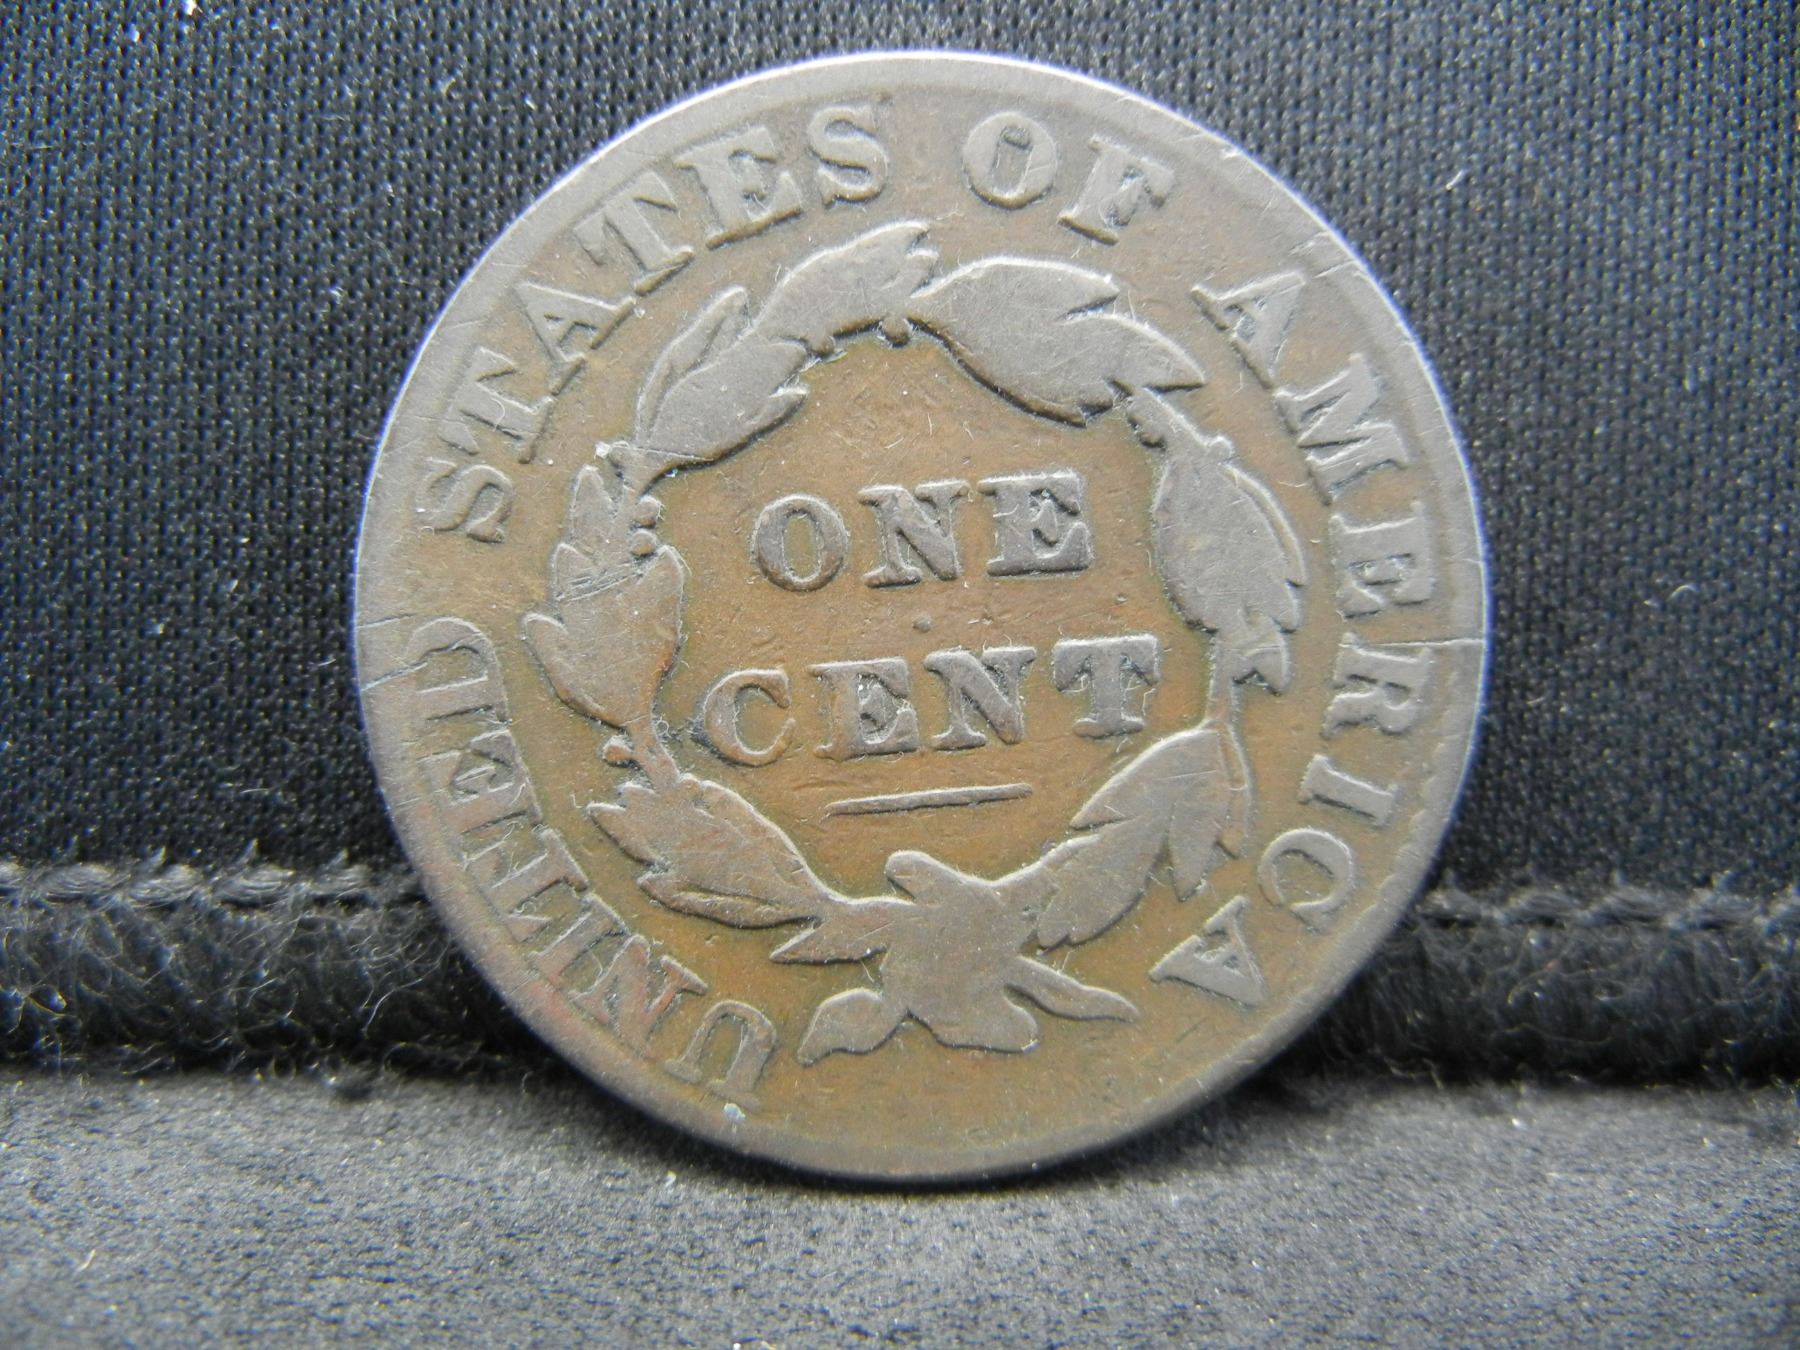 UNITED STATES OF AMERICA
ONE
CENT